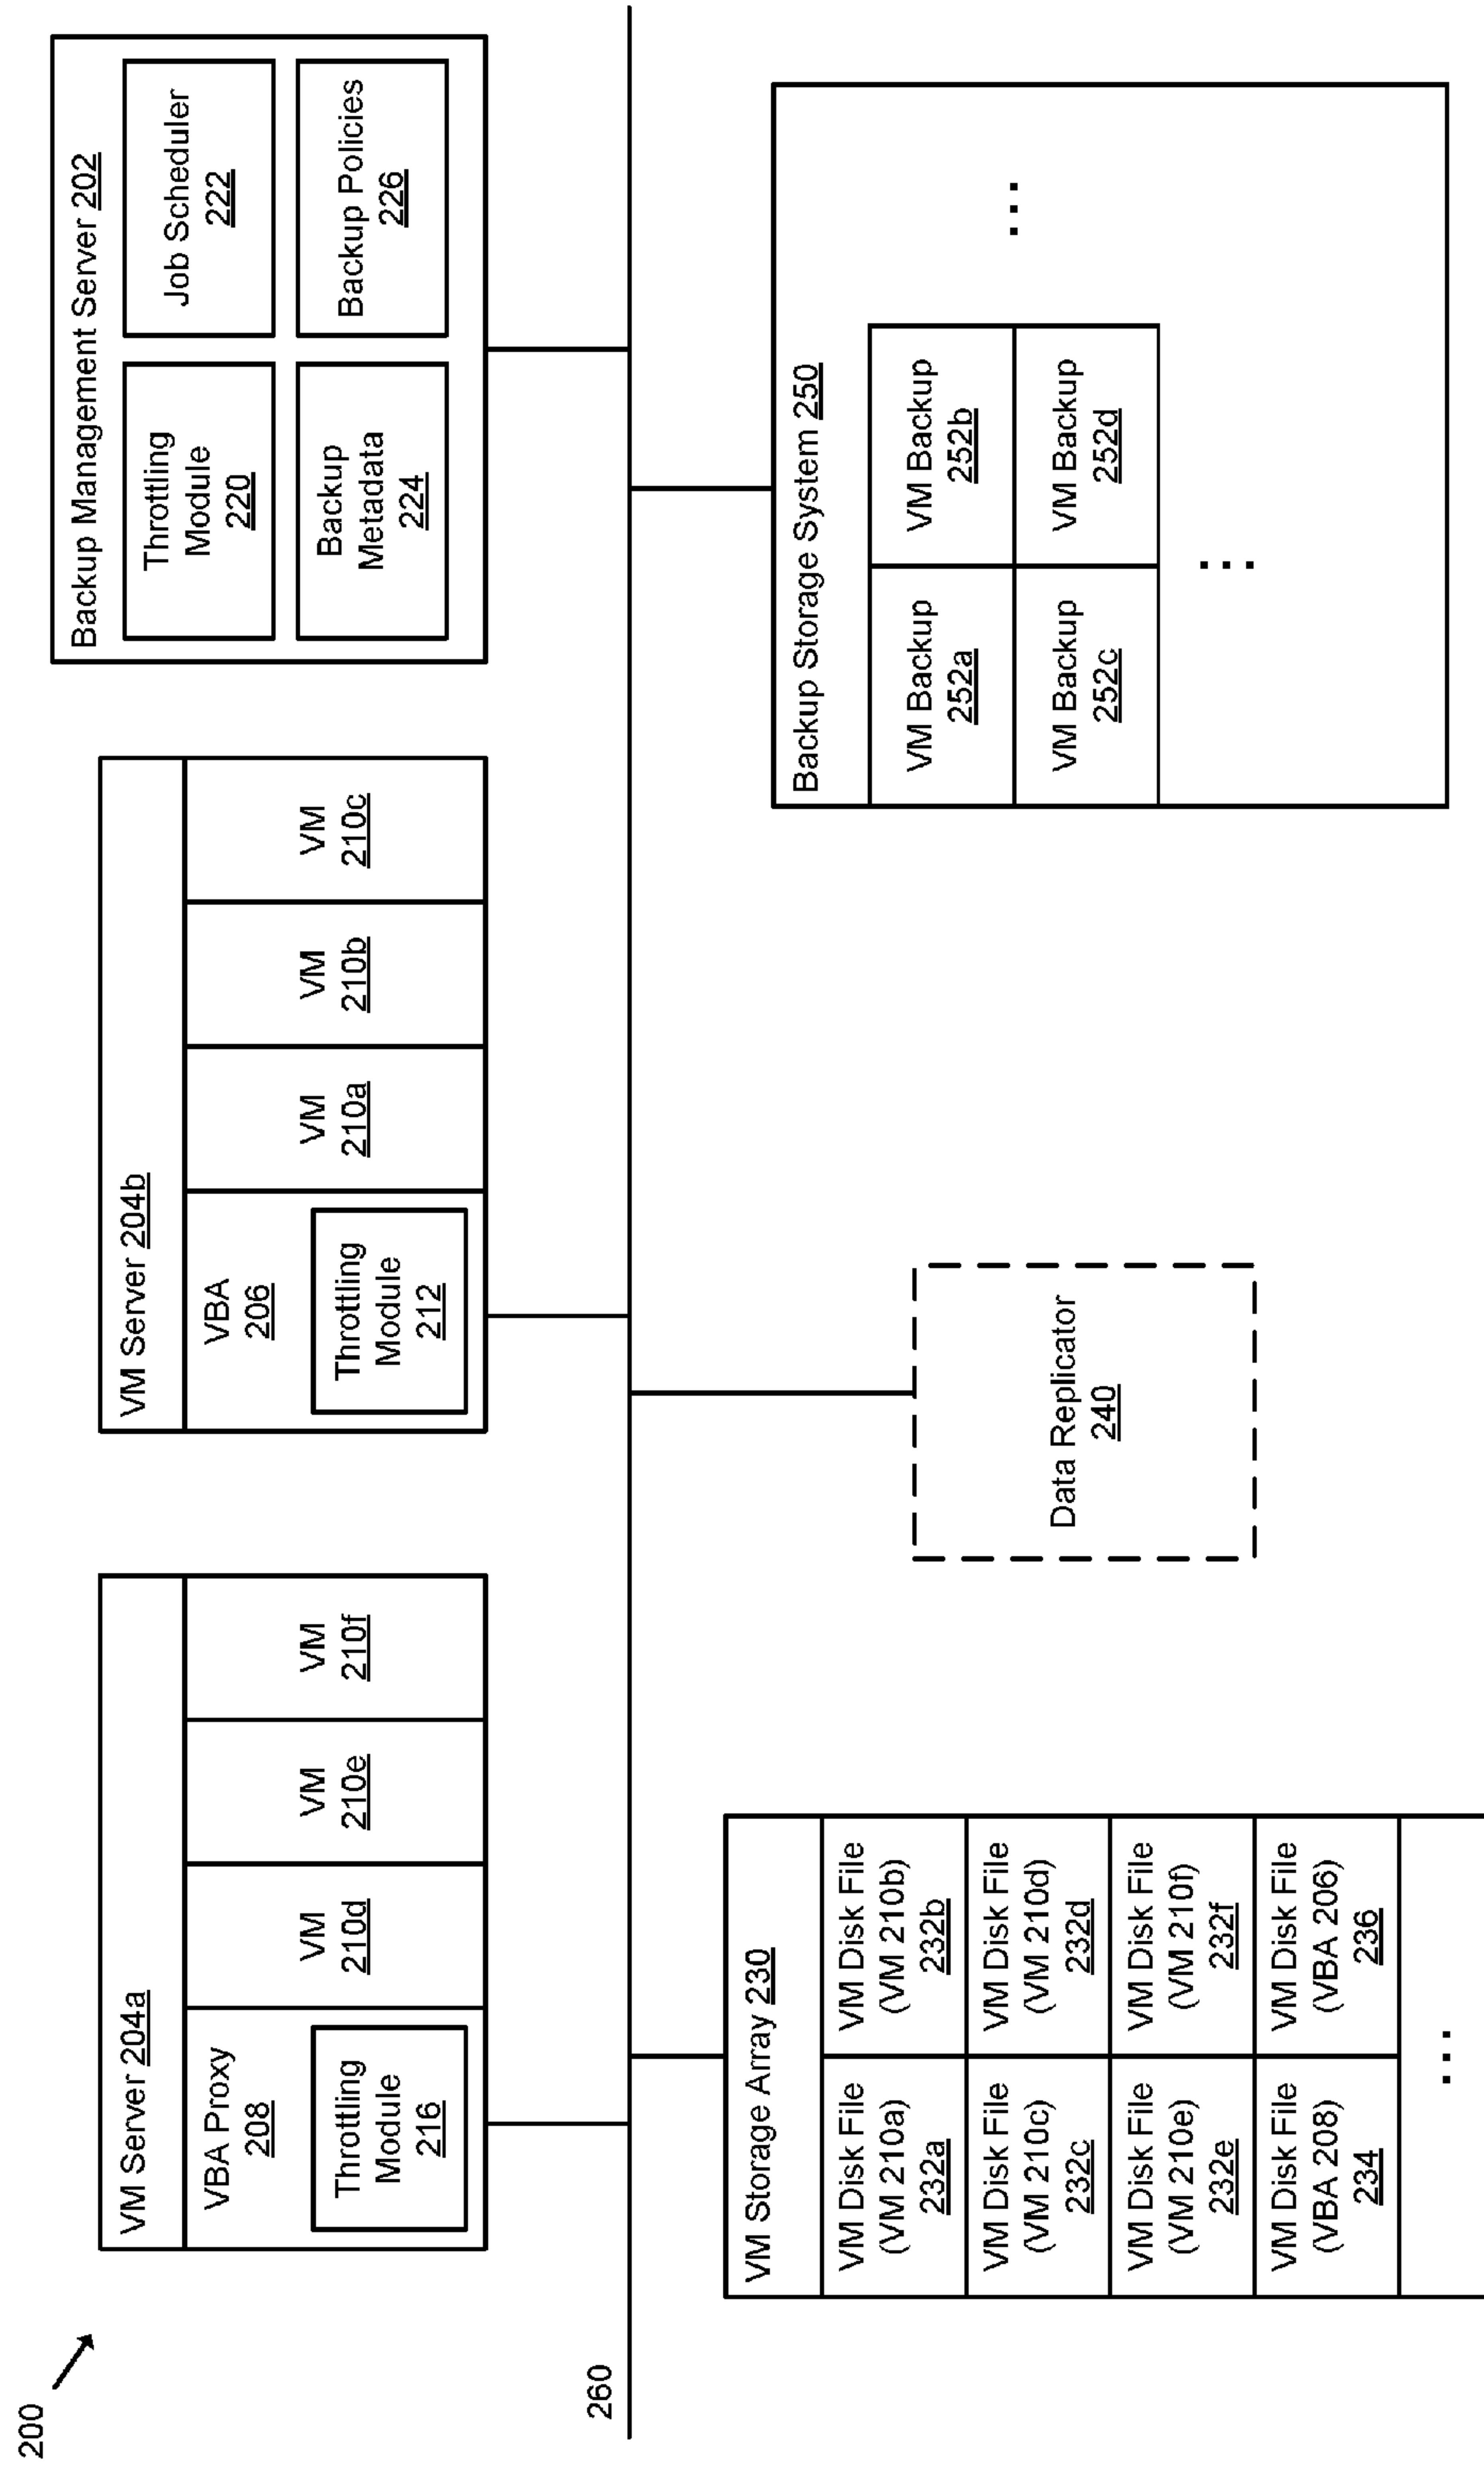 200
VM Server 204a
VBA Proxy
208
Throttling
Module
216
VM
210d
VM
210e
VM
210f
VM Server 204b
VBA
206
Throttling
Module
212
VM
210a
VM
210b
VM
210c
Backup Management Server 202
Throttling
Module
220
Job Scheduler
222
Backup
Metadata
224
Backup Policies
226
260
VM Storage Array 230
VM Disk File
(VM 210a)
232a
VM Disk File
(VM 210b)
232b
VM Disk File
(VM 210c)
232c
VM Disk File
(VM 210d)
232d
VM Disk File
(VM 210e)
232e
VM Disk File
(VM 210f)
232f
VM Disk File
(VBA 208)
234
VM Disk File
(VBA 206)
236
...
Data Replicator
240
Backup Storage System 250
VM Backup
252a
VM Backup
252b
VM Backup
252c
VM Backup
252d
...
...